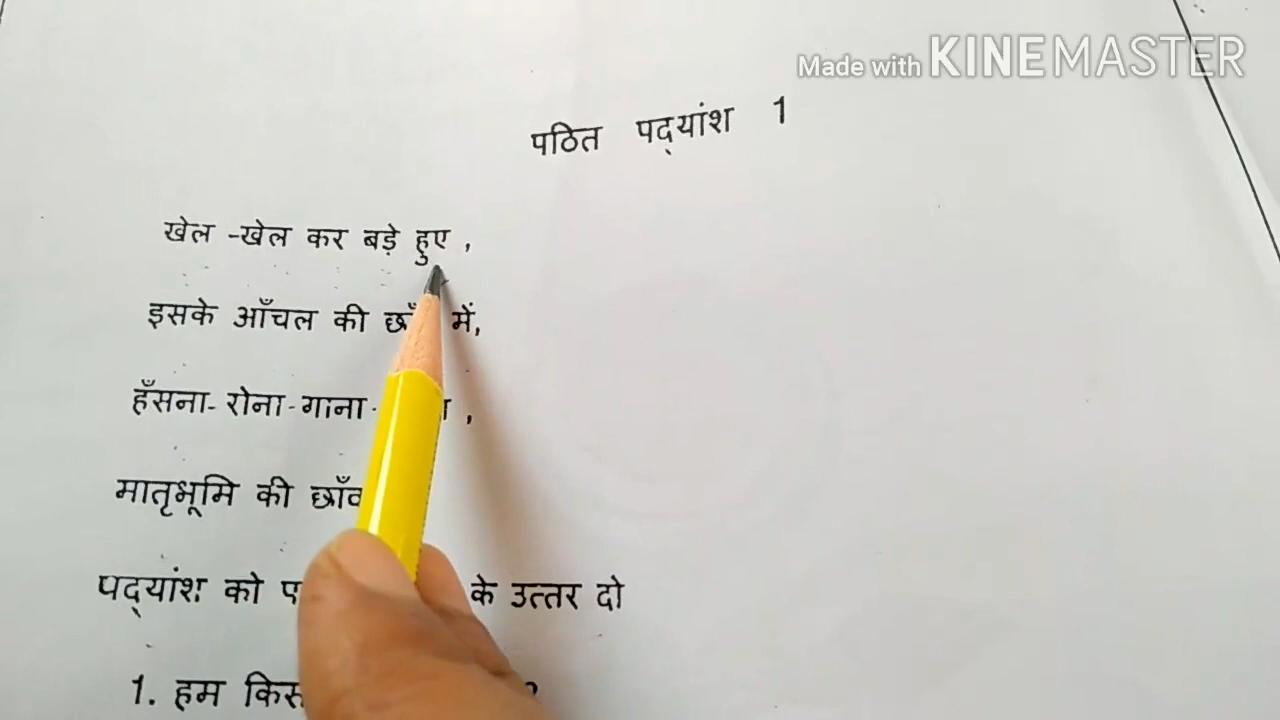 Made with KINEMASTER
पठित पद्यांश 1
खेल -खेल कर बड़े हुए ,
इसके आँचल की में,
हँसना- रोना -गाना- ,
मातृभूमि की
पद्यांश को के उत्तर दो
1. हम